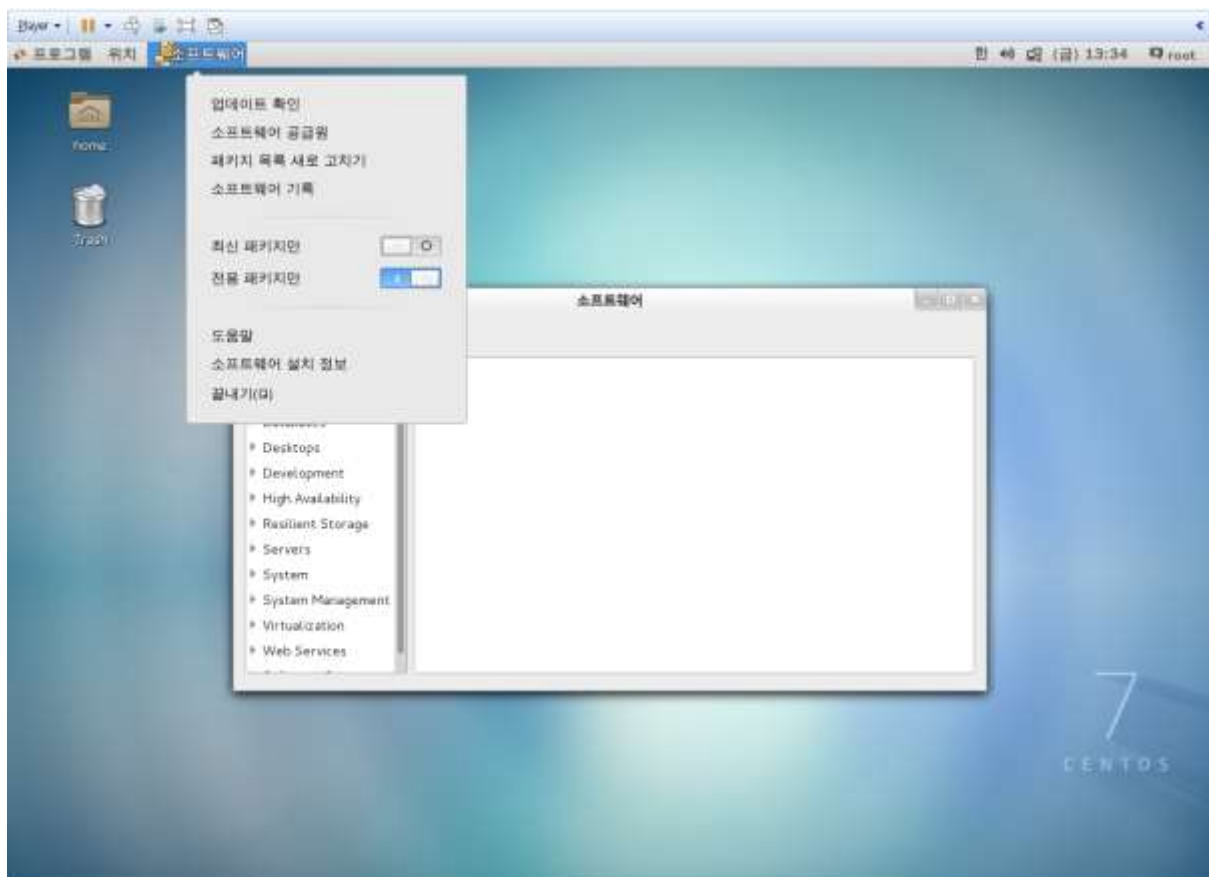 Player
프로그램 위치 소프트웨어
한 (금) 13:34 root
home
Trash
업데이트 확인
소프트웨어 공급원
패키지 목록 새로 고치기
소프트웨어 기록
최신 패키지만
전용 패키지만
도움말
소프트웨어 설치 정보
끝내기(Q)
소프트웨어
Desktops
Development
High Availability
Resilient Storage
Servers
System
System Management
Virtualization
Web Services
7
CENTOS